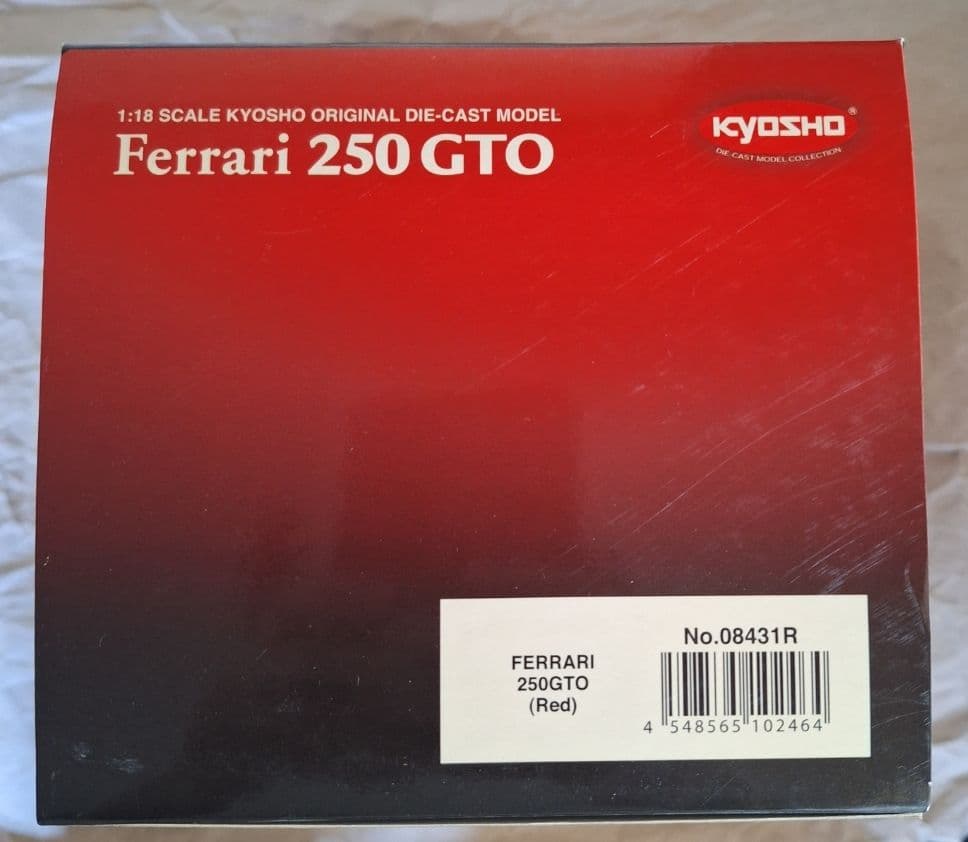 1:18 SCALE KYOSHO ORIGINAL DIE-CAST MODEL
Ferrari 250 GTO
KYOSHO®
DIE-CAST MODEL COLLECTION
No.08431R
FERRARI
250GTO
(Red)
4 548565 102464